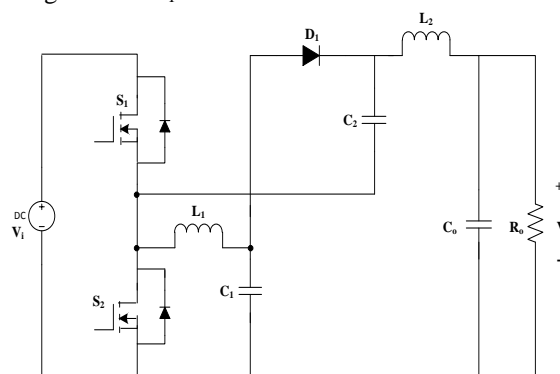 L₂
D₁
S₁
C₂
+
DC
Vᵢ
L₁
Cₒ
Rₒ
S₂
C₁
+
-
-